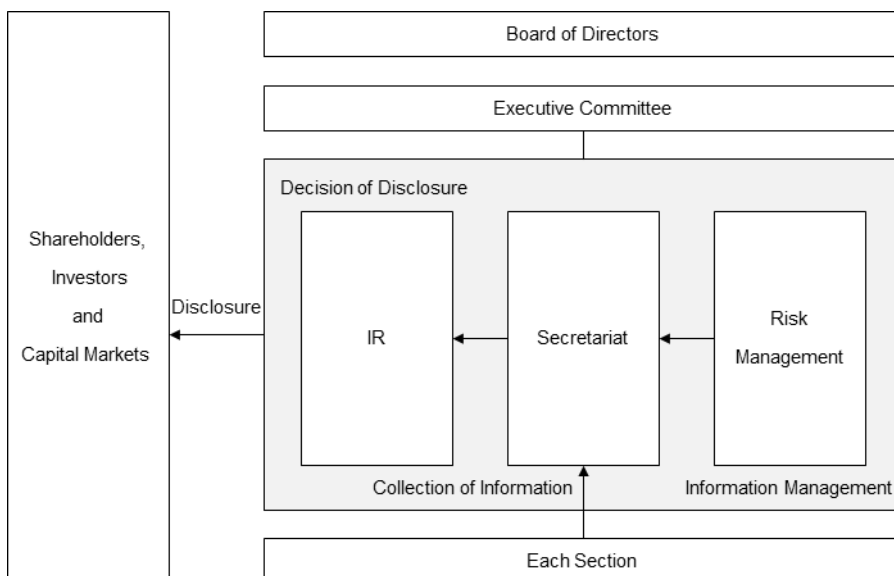 Board of Directors
Executive Committee
Decision of Disclosure
Shareholders,
Investors
and
Capital Markets
Disclosure
IR
Secretariat
Risk
Management
Collection of Information
Information Management
Each Section